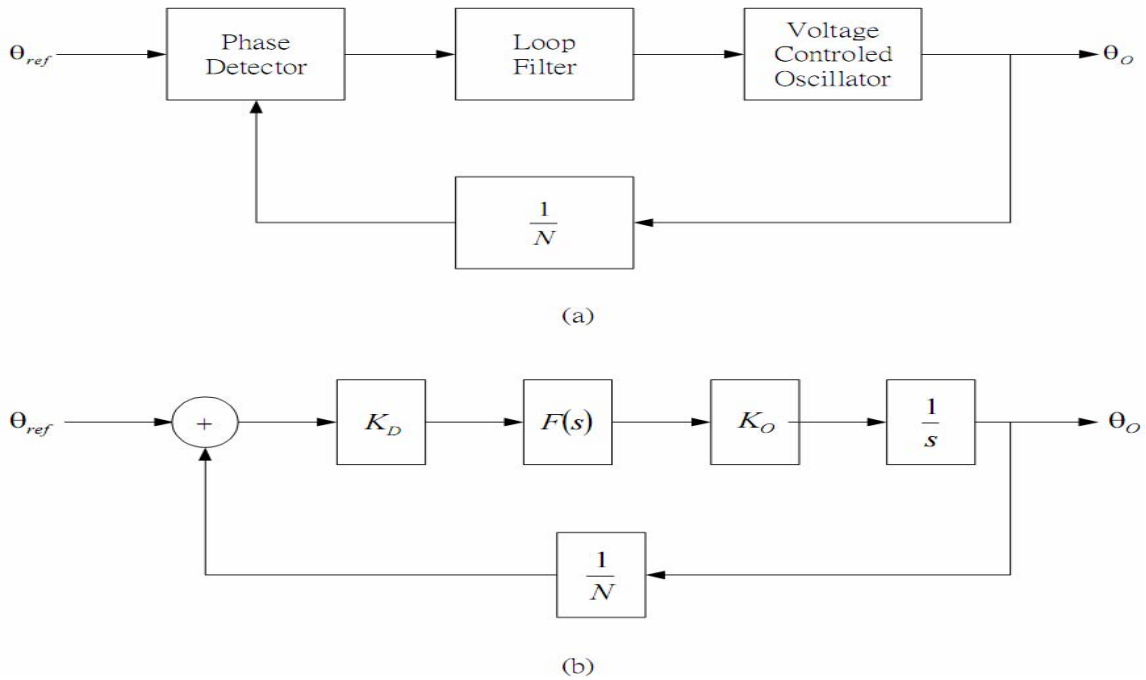 θref
Phase
Detector
Loop
Filter
Voltage
Controled
Oscillator
θO
1
N
(a)
θref
+
KD
F(s)
KO
1
s
θO
1
N
(b)